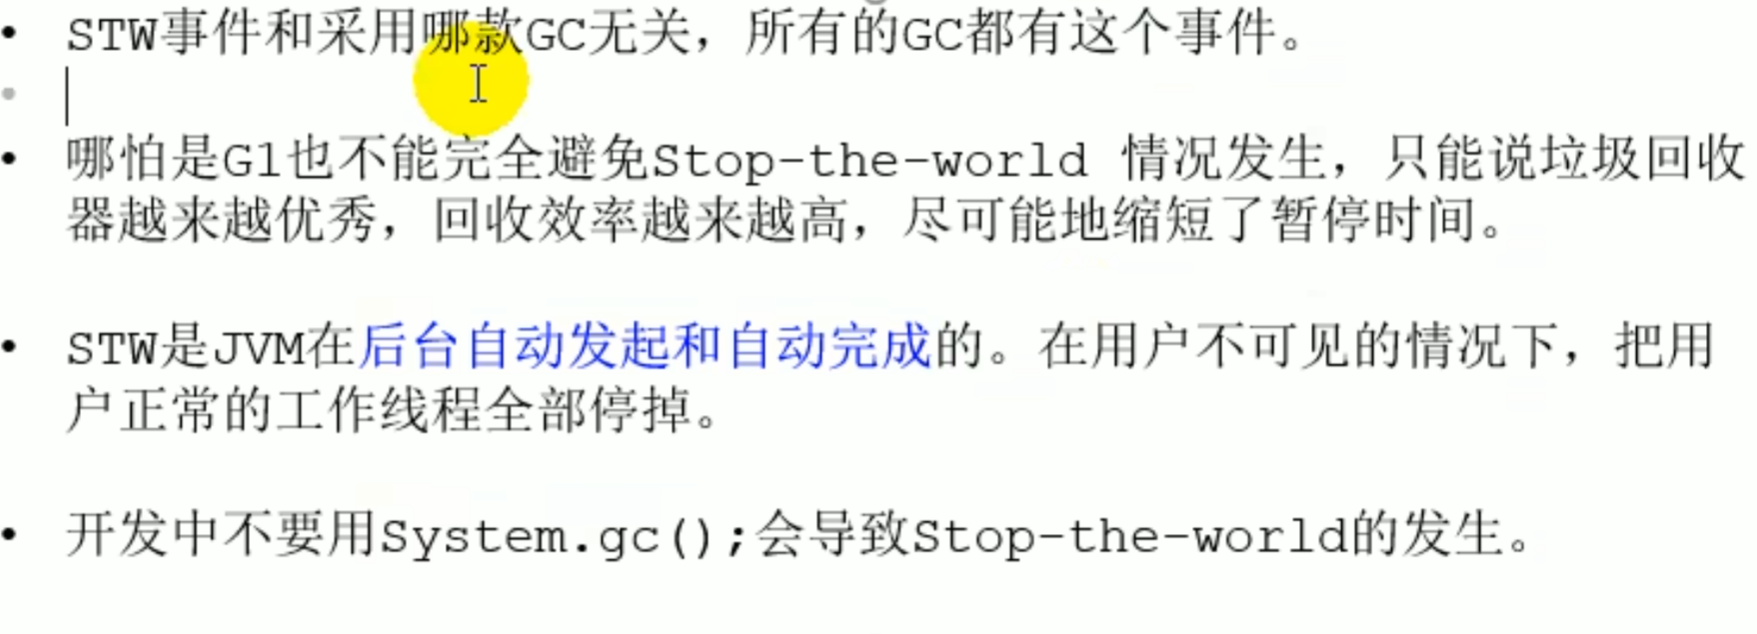 • STW事件和采用哪款GC无关，所有的GC都有这个事件。
•
• 哪怕是G1也不能完全避免Stop-the-world 情况发生，只能说垃圾回收
器越来越优秀，回收效率越来越高，尽可能地缩短了暂停时间。
• STW是JVM在后台自动发起和自动完成的。在用户不可见的情况下，把用
户正常的工作线程全部停掉。
• 开发中不要用System.gc();会导致Stop-the-world的发生。